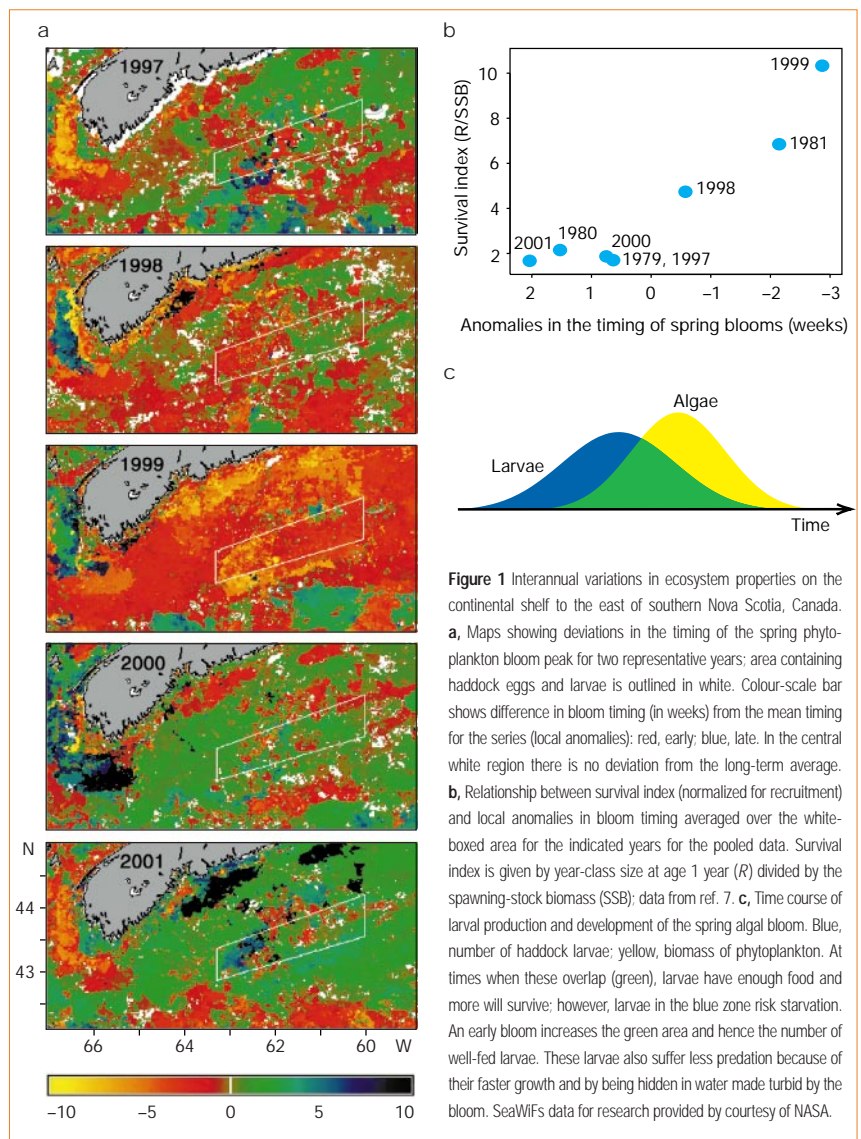 a
1997
1998
1999
2000
2001
N
44
43
66
64
62
60
W
−10
−5
0
5
10
b
Survival index (R/SSB)
10
8
6
4
2
1999
1981
1998
1980
2001
2000
1979, 1997
2
1
0
−1
−2
−3
Anomalies in the timing of spring blooms (weeks)
c
Algae
Larvae
Time
Figure 1 Interannual variations in ecosystem properties on the
continental shelf to the east of southern Nova Scotia, Canada.
a, Maps showing deviations in the timing of the spring phyto-
plankton bloom peak for two representative years; area containing
haddock eggs and larvae is outlined in white. Colour-scale bar
shows difference in bloom timing (in weeks) from the mean timing
for the series (local anomalies): red, early; blue, late. In the central
white region there is no deviation from the long-term average.
b, Relationship between survival index (normalized for recruitment)
and local anomalies in bloom timing averaged over the white-
boxed area for the indicated years for the pooled data. Survival
index is given by year-class size at age 1 year (R) divided by the
spawning-stock biomass (SSB); data from ref. 7. c, Time course of
larval production and development of the spring algal bloom. Blue,
number of haddock larvae; yellow, biomass of phytoplankton. At
times when these overlap (green), larvae have enough food and
more will survive; however, larvae in the blue zone risk starvation.
An early bloom increases the green area and hence the number of
well-fed larvae. These larvae also suffer less predation because of
their faster growth and by being hidden in water made turbid by the
bloom. SeaWiFs data for research provided by courtesy of NASA.